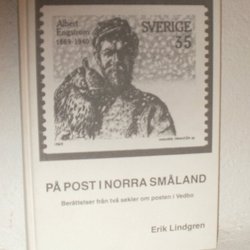 Albert
Engström
1869-1940
SVERIGE
35
PÅ POST I NORRA SMÅLAND
Berättelser från två sekler om posten i Vedbo
Erik Lindgren